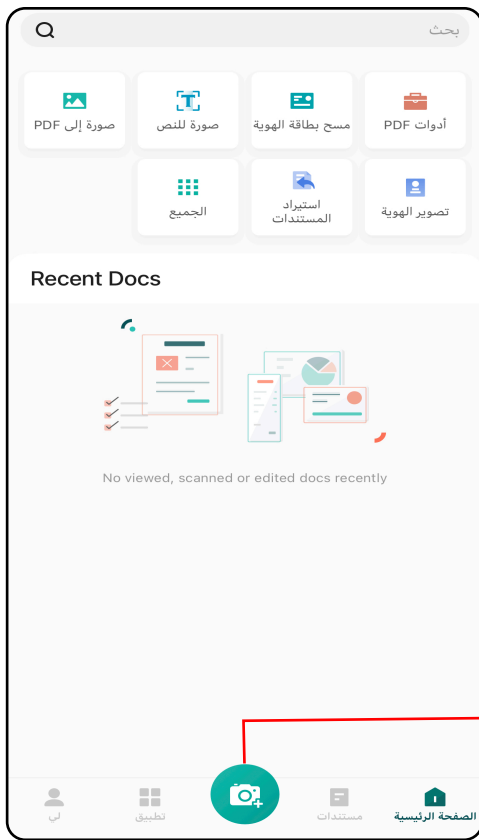 بحث
أدوات PDF
مسح بطاقة الهوية
صورة للنص
صورة إلى PDF
تصوير الهوية
استيراد
المستندات
الجميع
Recent Docs
No viewed, scanned or edited docs recently
الصفحة الرئيسية
مستندات
تطبيق
لي